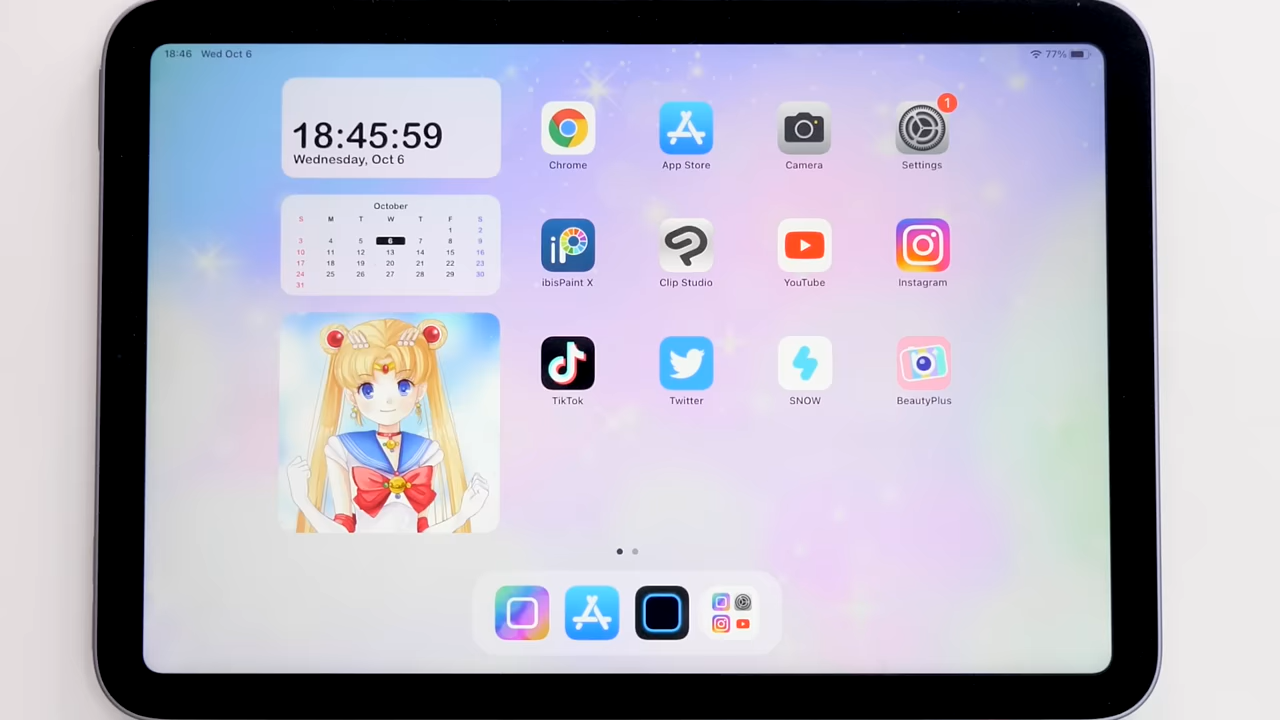 18:46 Wed Oct 6
77%
18:45:59
Wednesday, Oct 6
October
S M T W T F S
1 2
3 4 5 6 7 8 9
10 11 12 13 14 15 16
17 18 19 20 21 22 23
24 25 26 27 28 29 30
31
Chrome
App Store
Camera
1
Settings
iP
ibisPaint X
Clip Studio
YouTube
Instagram
TikTok
Twitter
SNOW
BeautyPlus